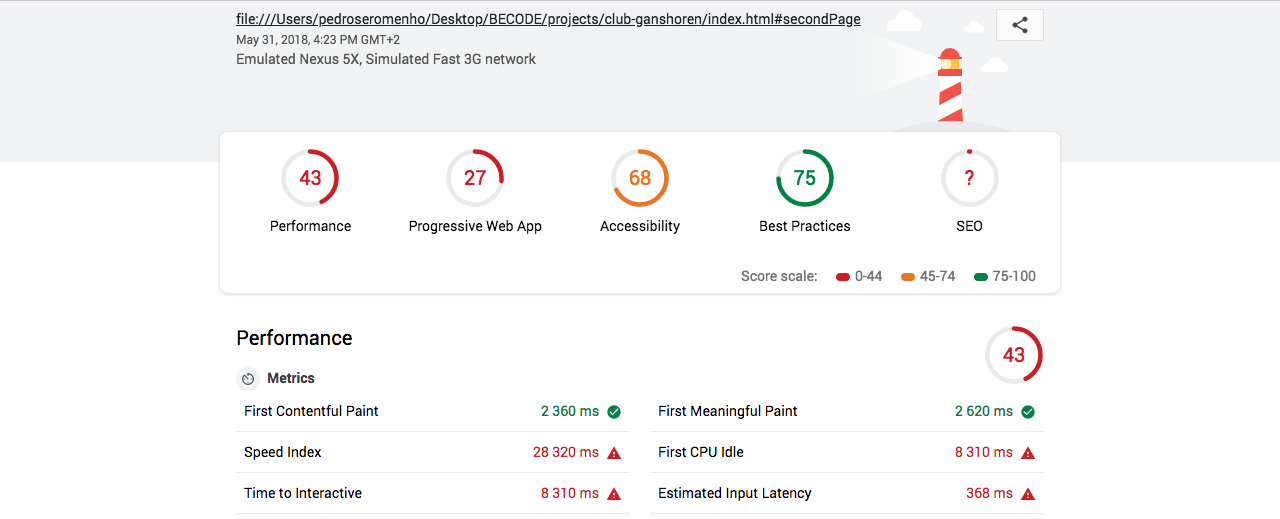 file:///Users/pedroseromenho/Desktop/BECODE/projects/club-ganshoren/index.html#secondPage
May 31, 2018, 4:23 PM GMT+2
Emulated Nexus 5X, Simulated Fast 3G network
43 27 68 75 ?
Performance Progressive Web App Accessibility Best Practices SEO
Score scale: 0-44 45-74 75-100
Performance
43
Metrics
First Contentful Paint 2 360 ms First Meaningful Paint 2 620 ms
Speed Index 28 320 ms First CPU Idle 8 310 ms
Time to Interactive 8 310 ms Estimated Input Latency 368 ms